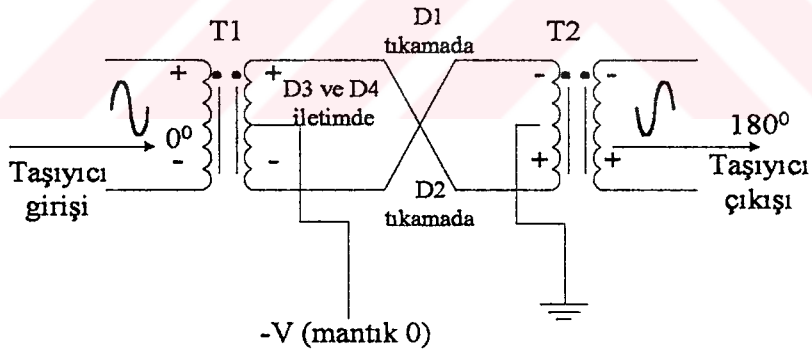 D1
tıkamada
T1
T2
+
+
-
-
D3 ve D4
iletimde
0⁰
180⁰
-
-
+
+
Taşıyıcı
girişi
Taşıyıcı
çıkışı
D2
tıkamada
-V (mantık 0)